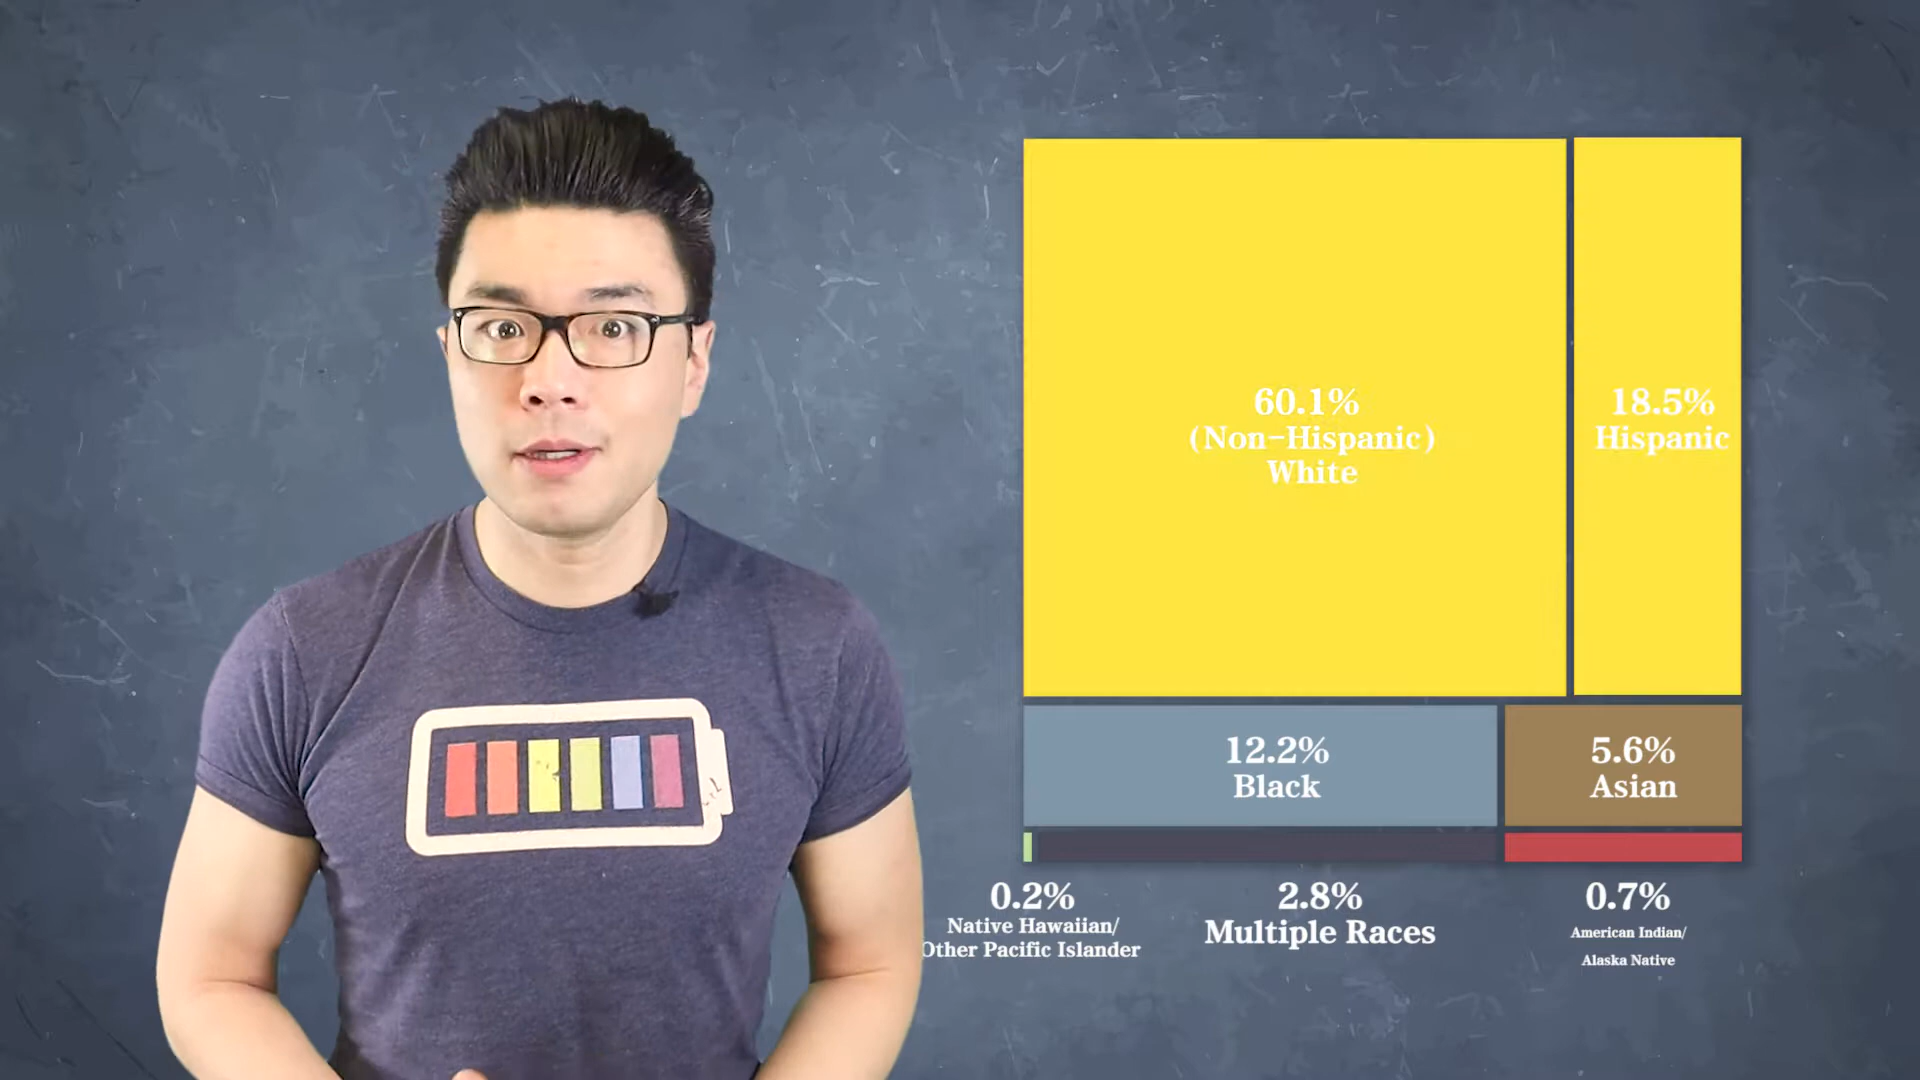 60.1%
(Non-Hispanic)
White
18.5%
Hispanic
12.2%
Black
5.6%
Asian
0.2%
Native Hawaiian/
Other Pacific Islander
2.8%
Multiple Races
0.7%
American Indian/
Alaska Native